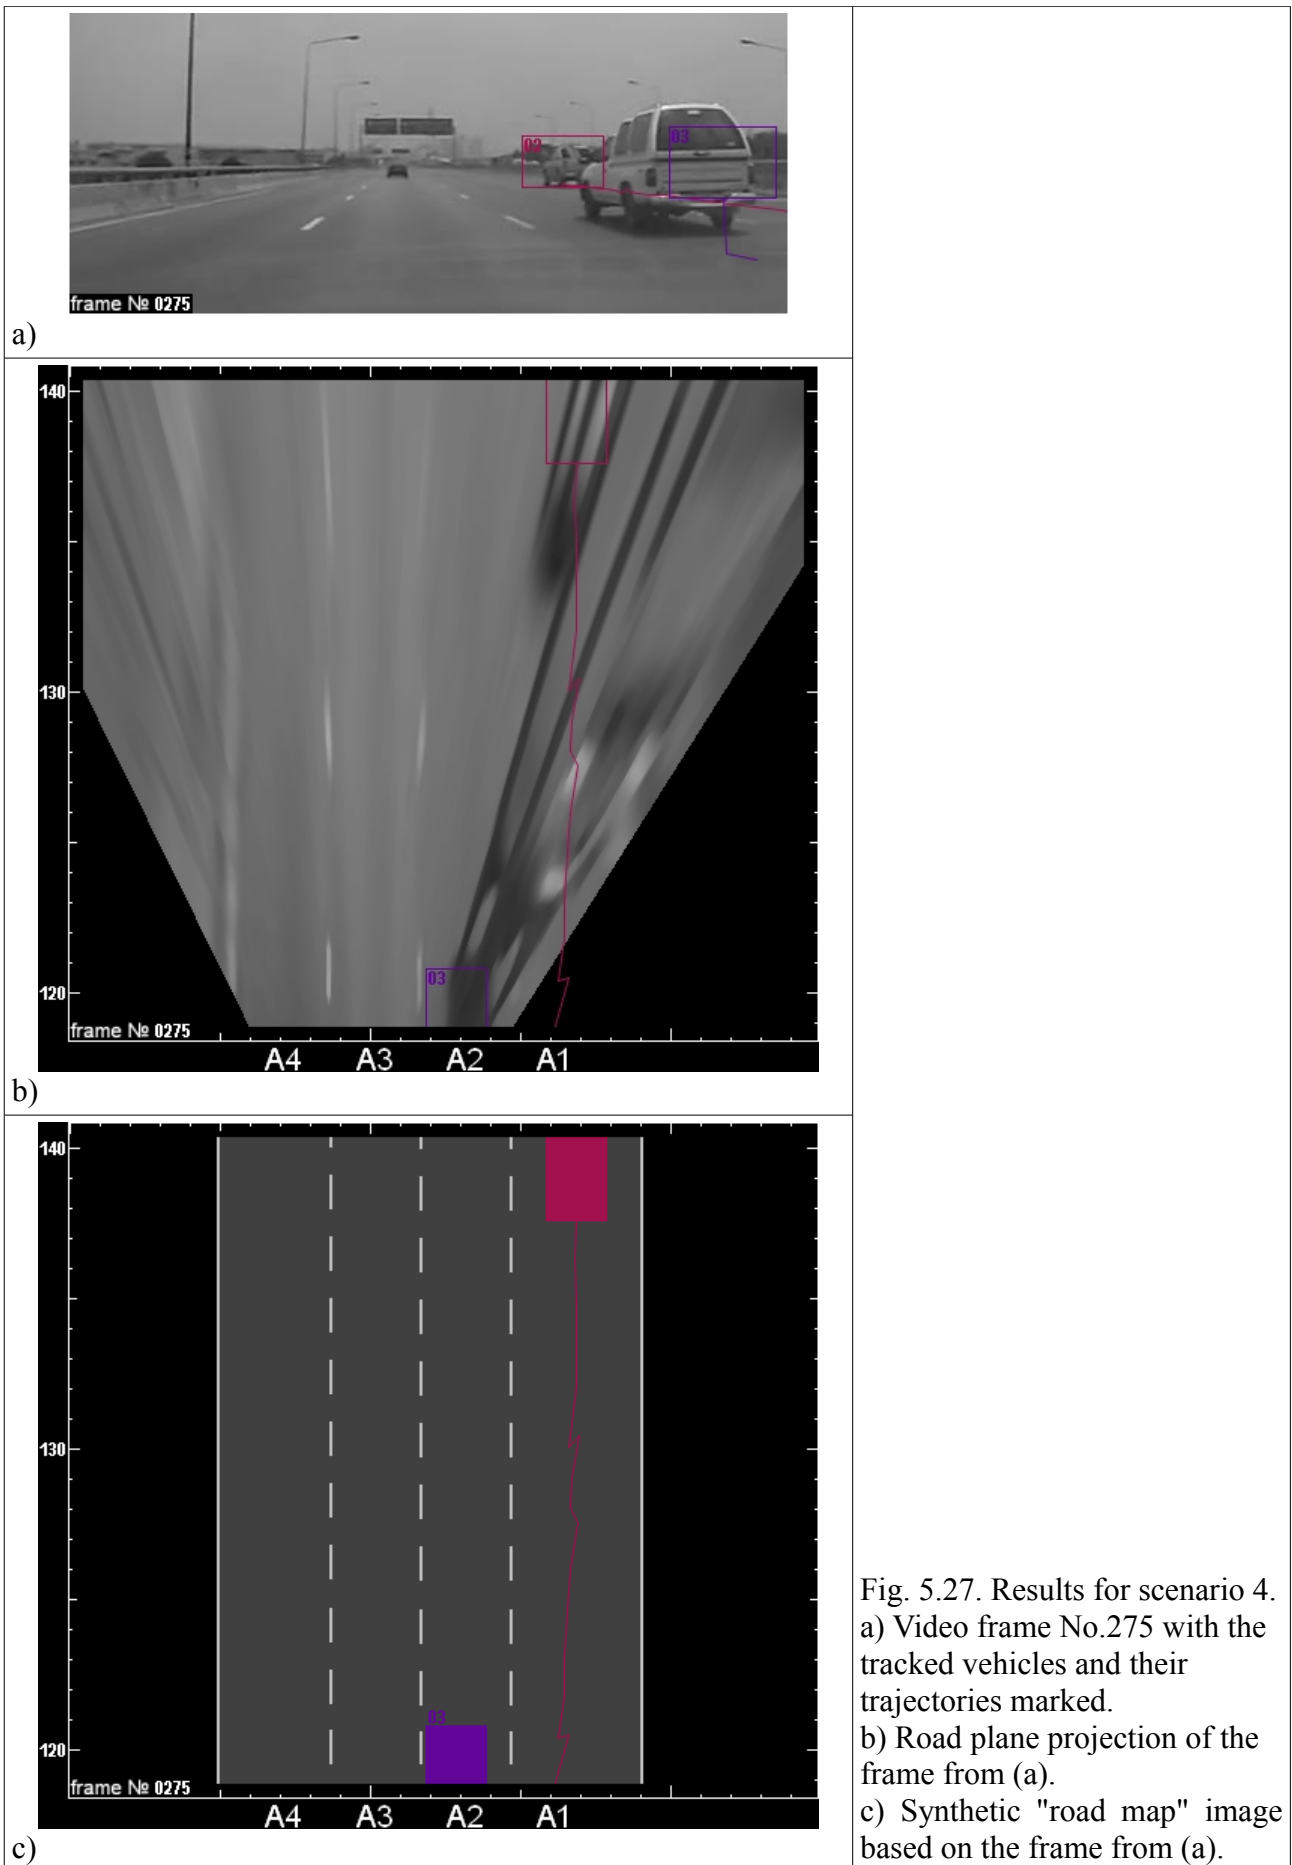 02
03
frame № 0275
a)
140
130
120
03
frame № 0275
A4 A3 A2 A1
b)
140
130
120
03
frame № 0275
A4 A3 A2 A1
c)
Fig. 5.27. Results for scenario 4.
a) Video frame No.275 with the
tracked vehicles and their
trajectories marked.
b) Road plane projection of the
frame from (a).
c) Synthetic "road map" image
based on the frame from (a).